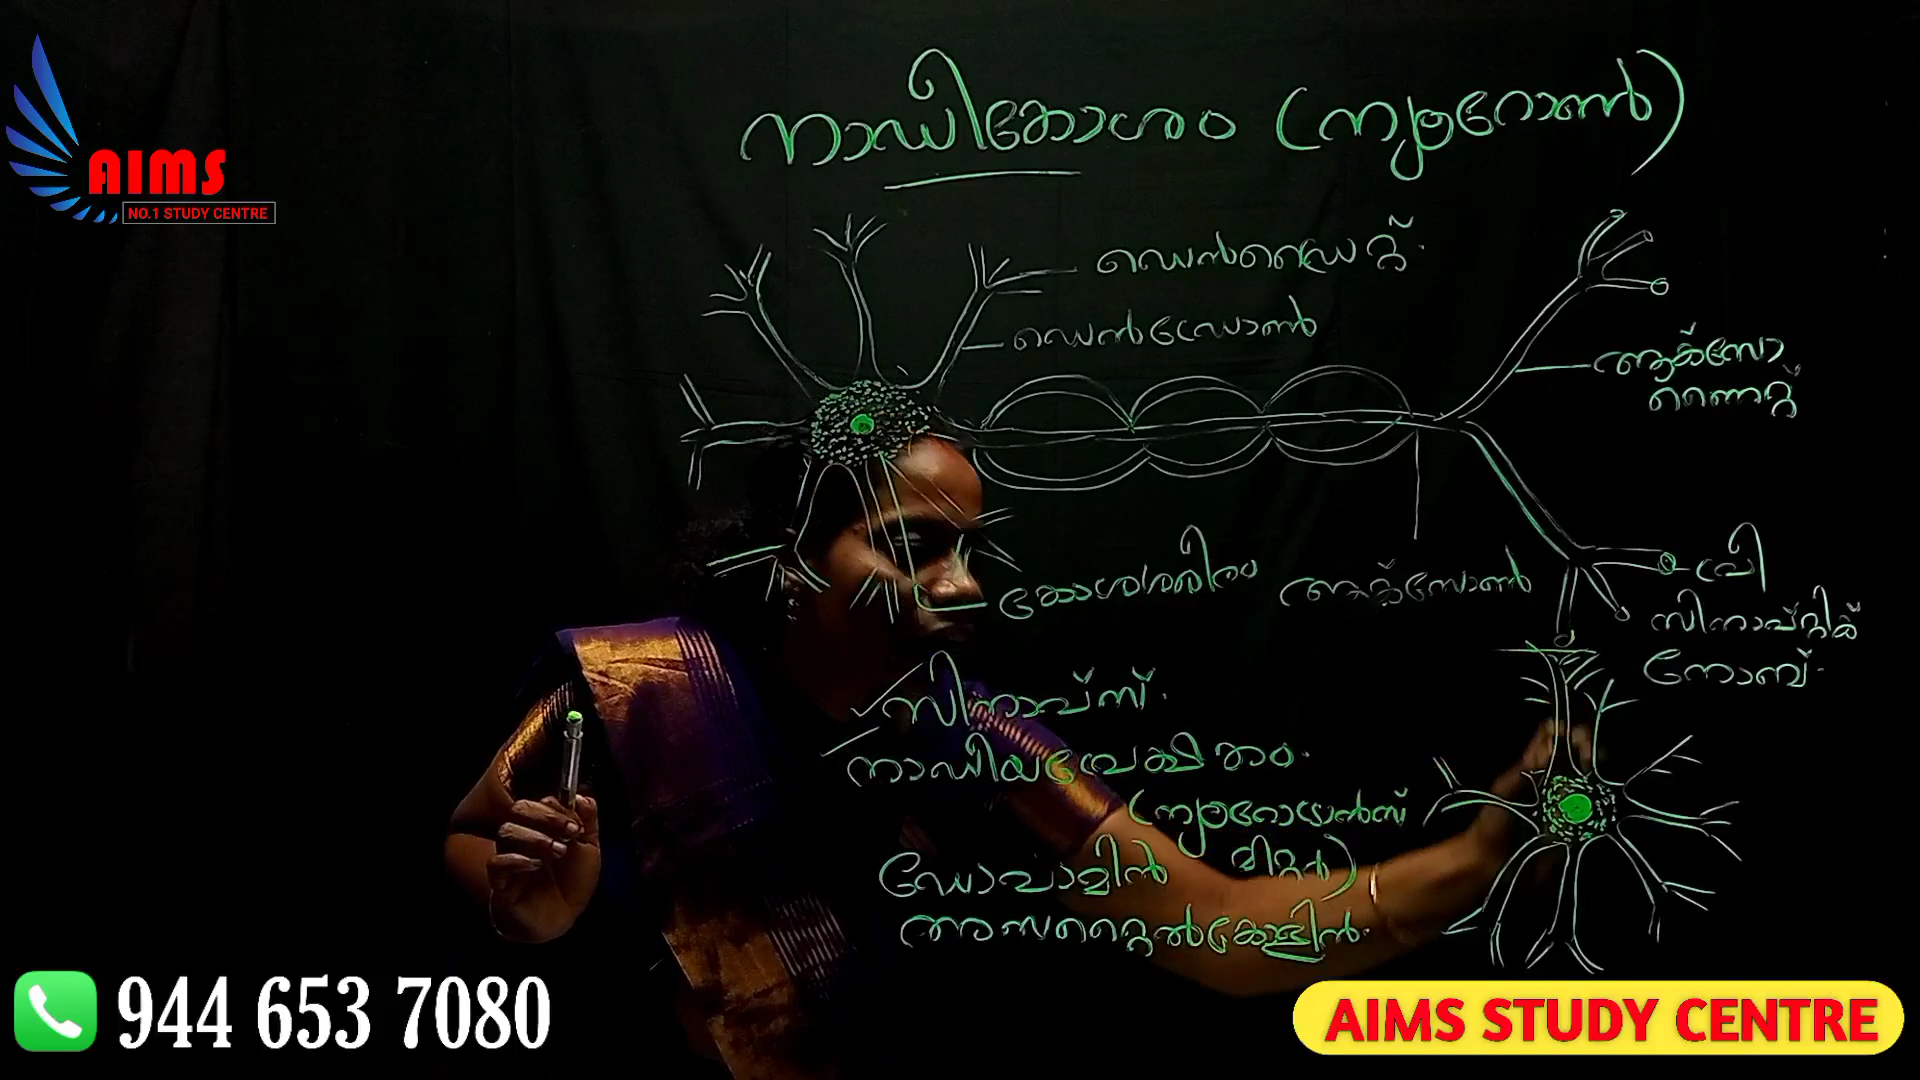 AIMS
NO.1 STUDY CENTRE
നാഡീകോശം (ന്യൂറോൺ)
ഡെൻഡ്രൈറ്റ്
ഡെൻഡ്രോൺ
ആക്സോ
ണൈറ്റ്
കോശശരീരം
ആക്സോൺ
പ്രീ
സിനാപ്റ്റിക്
നോബ്
സിനാപ്സ്
നാഡീയപ്രേക്ഷകം
(ന്യൂറോട്രാൻസ്
മിറ്റർ)
ഡോപാമിൻ
അസറ്റൈൽകോളിൻ
944 653 7080
AIMS STUDY CENTRE